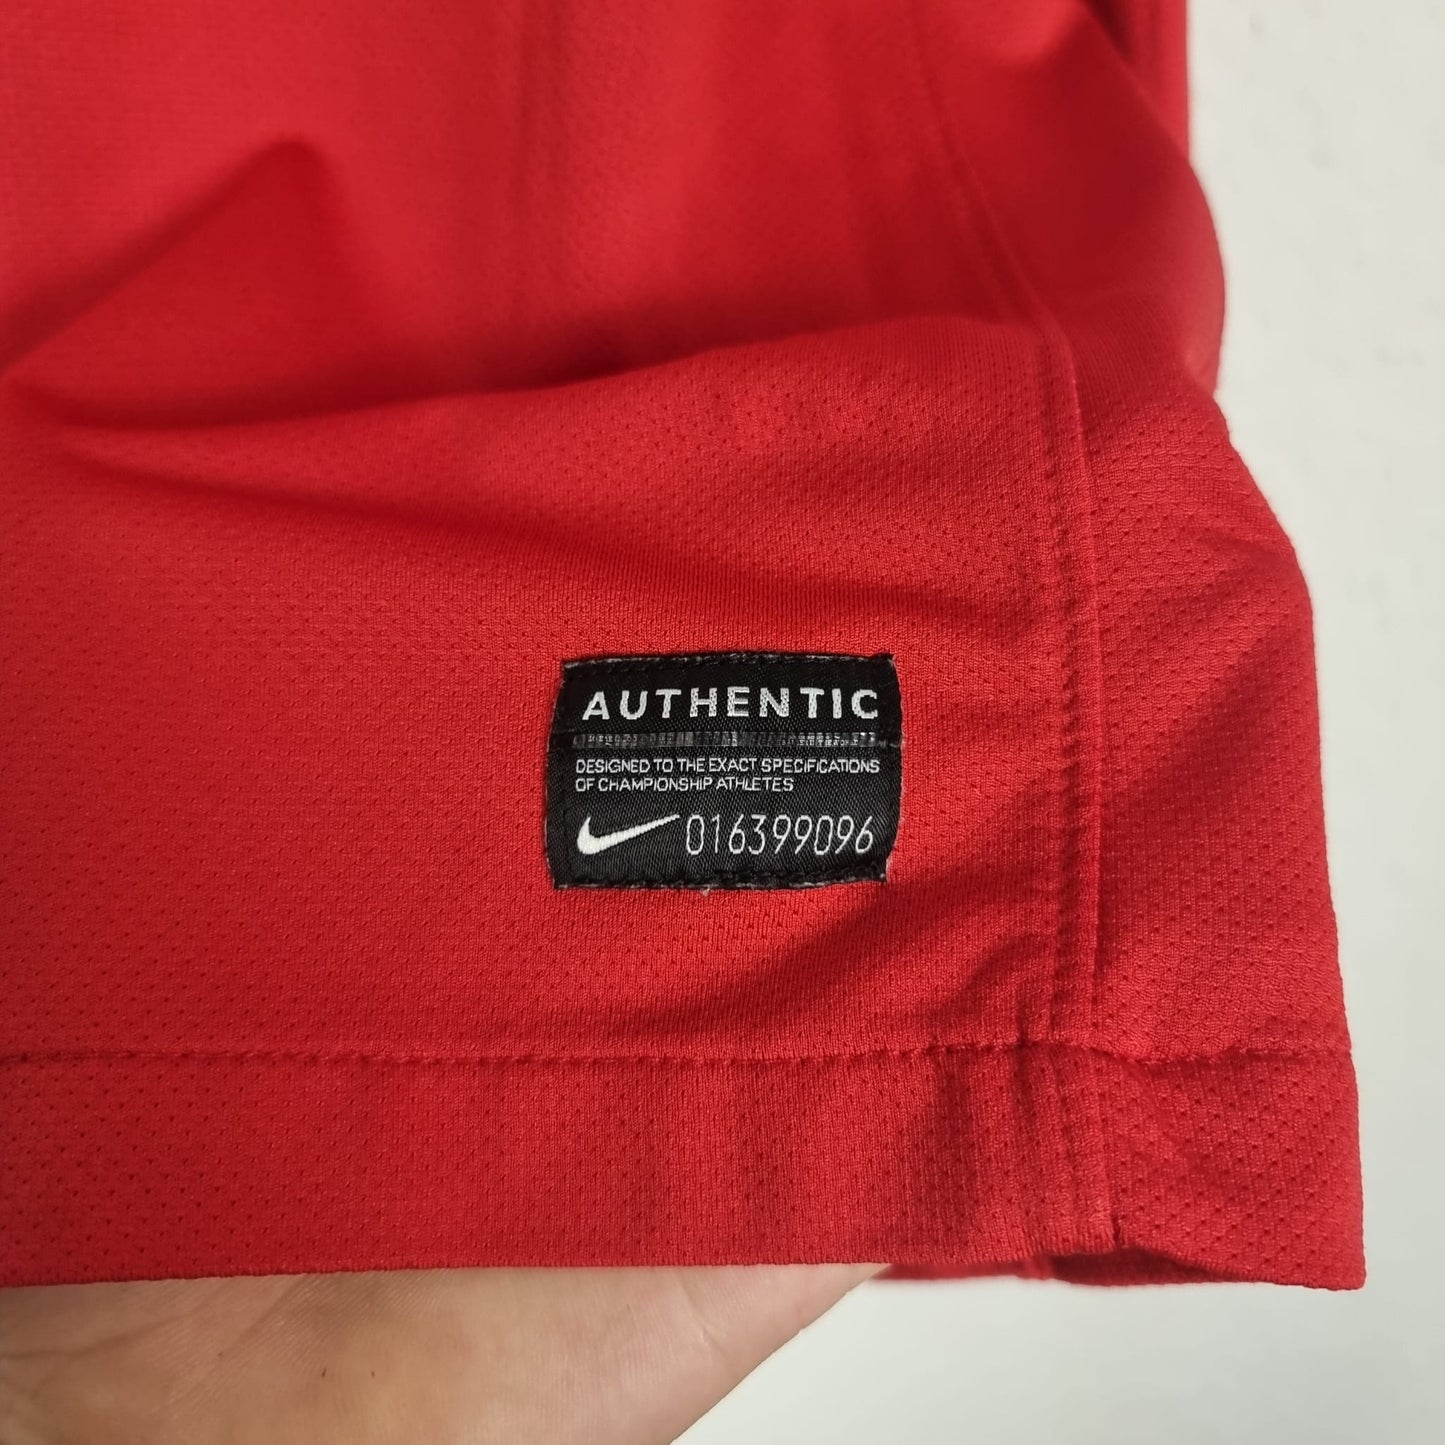 AUTHENTIC
DESIGNED TO THE EXACT SPECIFICATIONS
OF CHAMPIONSHIP ATHLETES
016399096